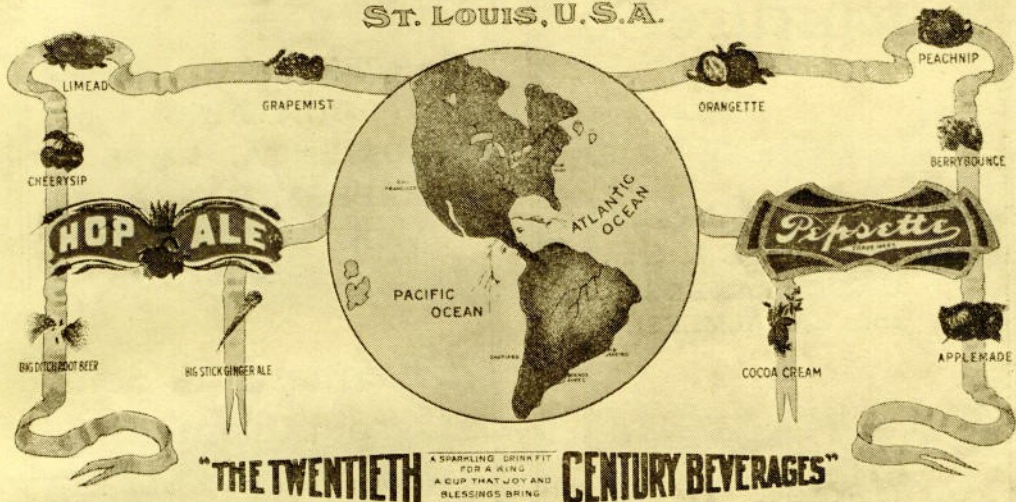 ST. LOUIS, U.S.A.
LIMEAD
GRAPEMIST
ORANGETTE
PEACHNIP
CHEERYSIP
BERRYBOUNCE
HOP ALE
Pepsette
TRADE MARK
ATLANTIC
OCEAN
PACIFIC
OCEAN
BIG DITCH ROOT BEER
BIG STICK GINGER ALE
COCOA CREAM
APPLEMADE
"THE TWENTIETH
A SPARKLING DRINK FIT
FOR A KING
A CUP THAT JOY AND
BLESSINGS BRING
CENTURY BEVERAGES"